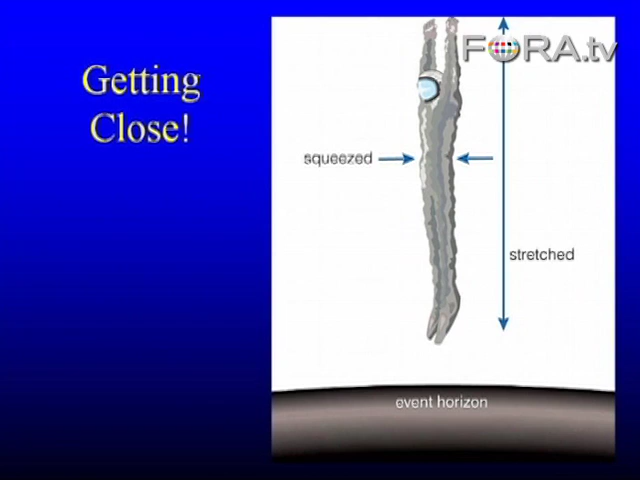 Getting
Close!
FORA.tv
squeezed
stretched
event horizon